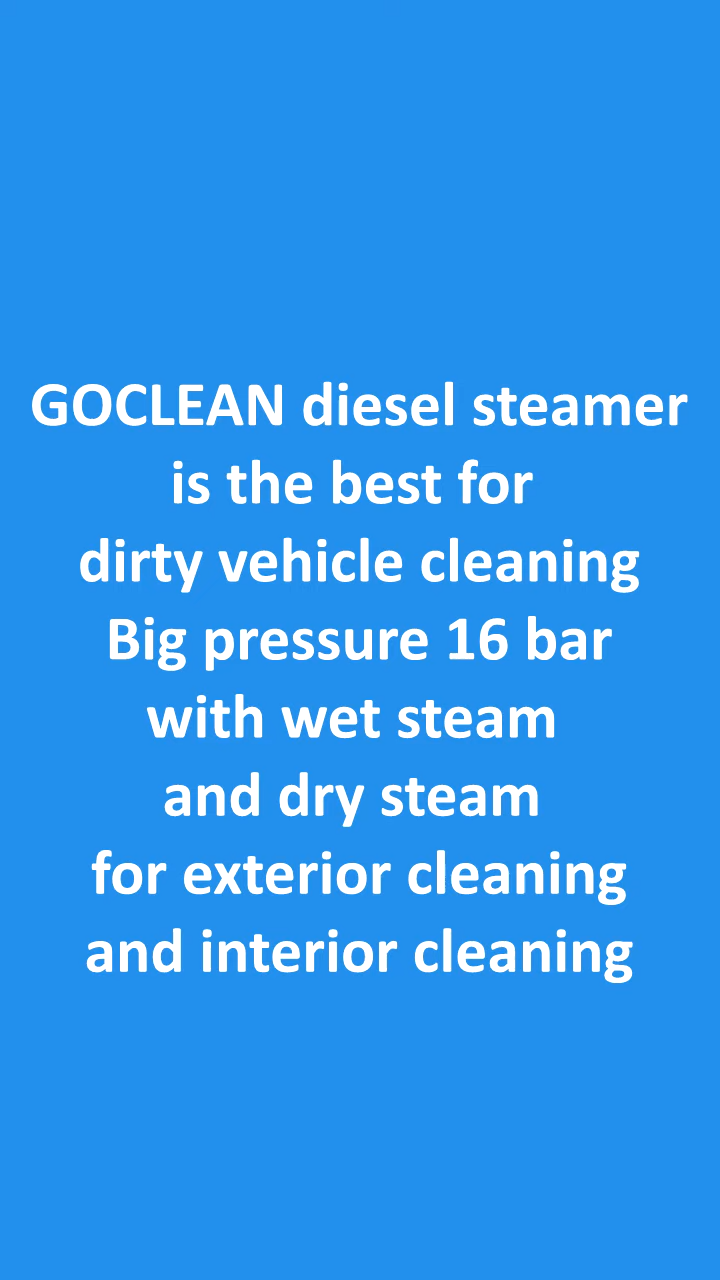 GOCLEAN diesel steamer
is the best for
dirty vehicle cleaning
Big pressure 16 bar
with wet steam
and dry steam
for exterior cleaning
and interior cleaning